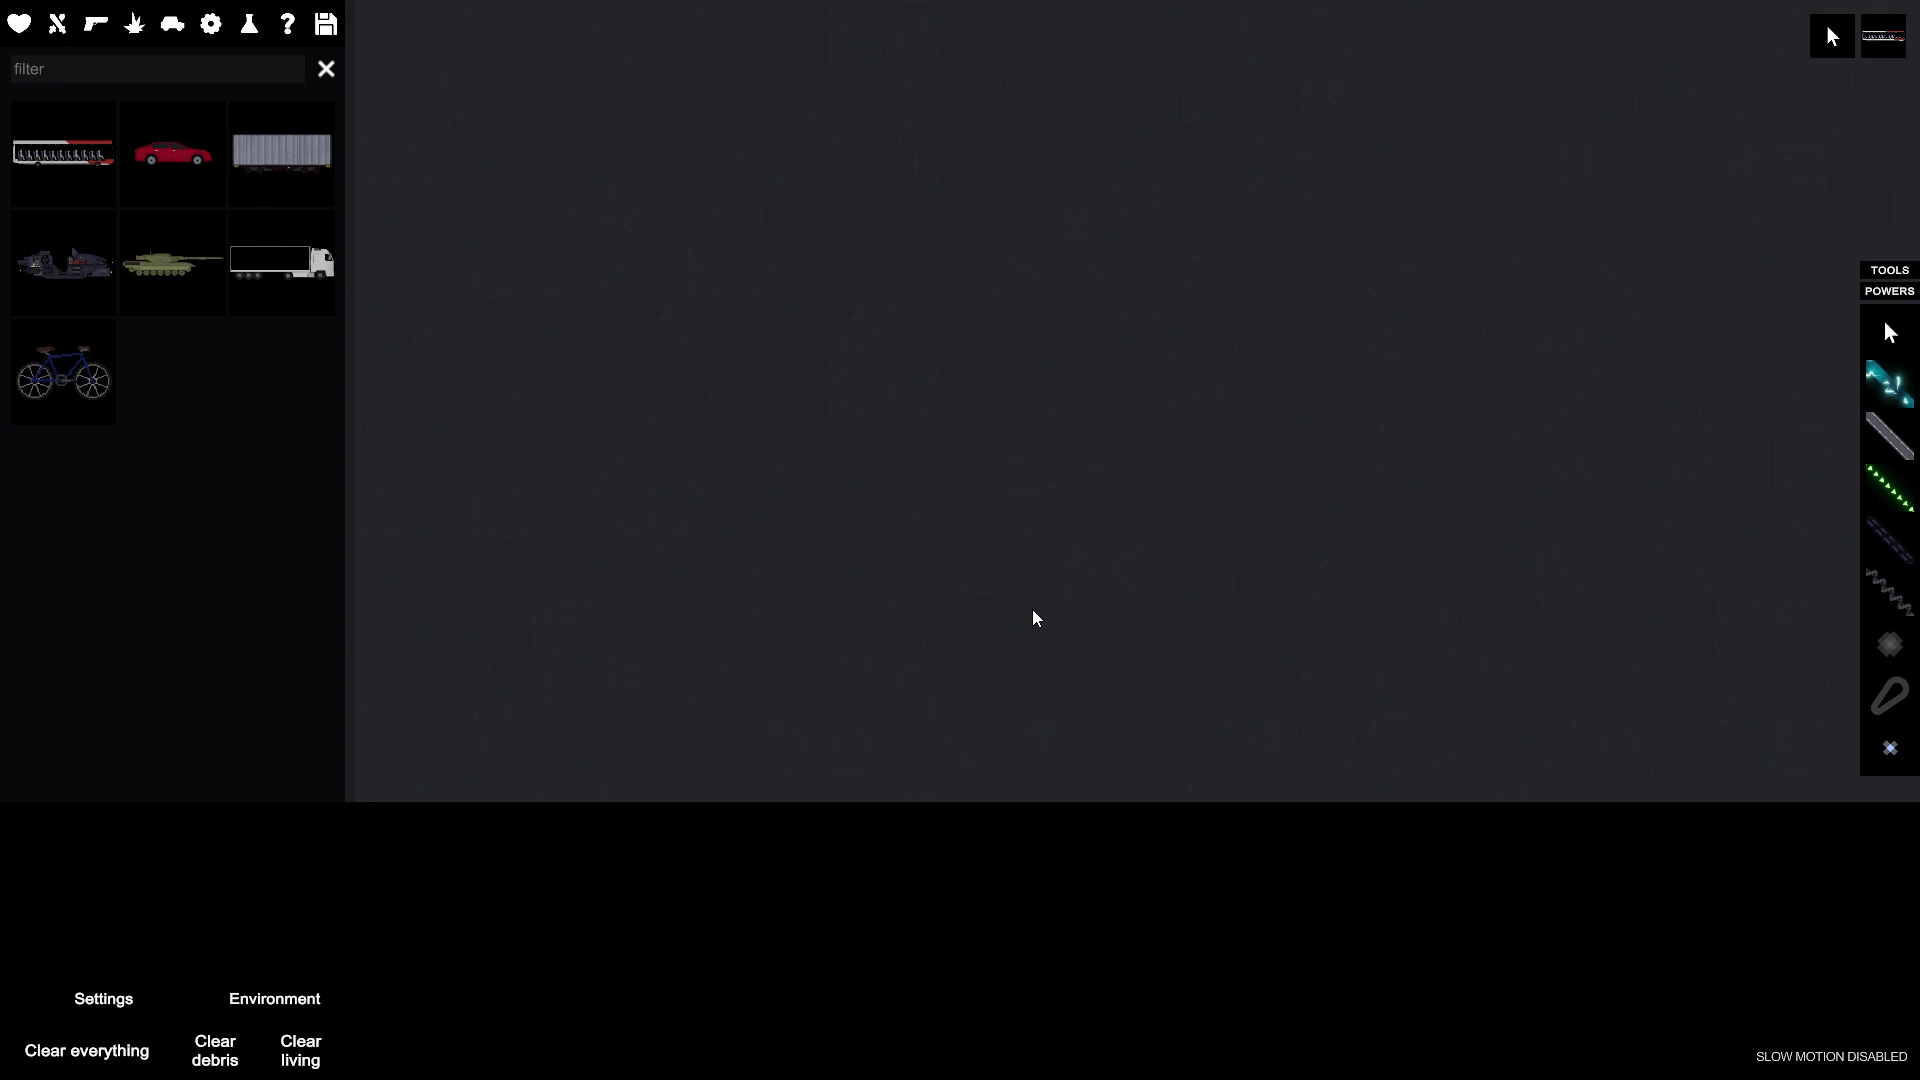 filter
TOOLS
POWERS
Settings
Environment
Clear everything
Clear
debris
Clear
living
SLOW MOTION DISABLED